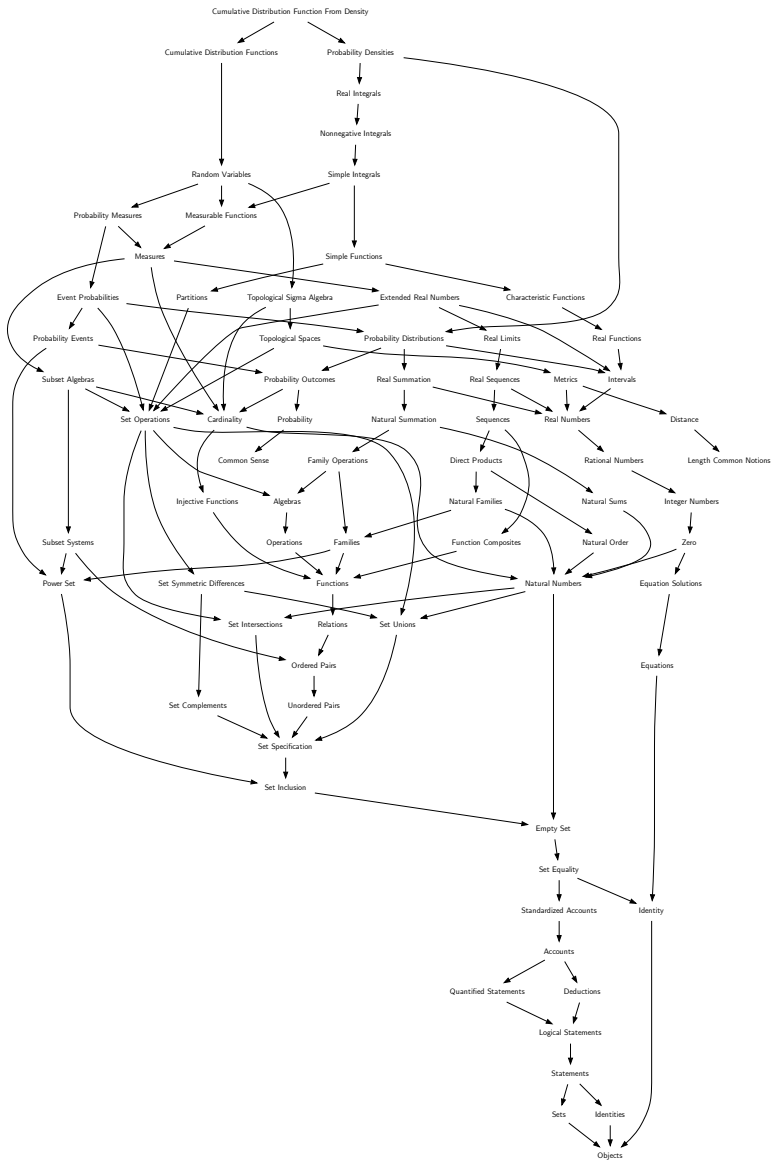 Cumulative Distribution Function From Density
Cumulative Distribution Functions
Probability Densities
Real Integrals
Nonnegative Integrals
Random Variables
Simple Integrals
Probability Measures
Measurable Functions
Measures
Simple Functions
Event Probabilities
Partitions
Topological Sigma Algebra
Extended Real Numbers
Characteristic Functions
Probability Events
Topological Spaces
Probability Distributions
Real Limits
Real Functions
Subset Algebras
Probability Outcomes
Real Summation
Real Sequences
Metrics
Intervals
Set Operations
Cardinality
Probability
Natural Summation
Sequences
Real Numbers
Distance
Common Sense
Family Operations
Direct Products
Rational Numbers
Length Common Notions
Injective Functions
Algebras
Natural Families
Natural Sums
Integer Numbers
Subset Systems
Operations
Families
Function Composites
Natural Order
Zero
Power Set
Set Symmetric Differences
Functions
Natural Numbers
Equation Solutions
Set Intersections
Relations
Set Unions
Ordered Pairs
Equations
Set Complements
Unordered Pairs
Set Specification
Set Inclusion
Empty Set
Set Equality
Standardized Accounts
Identity
Accounts
Quantified Statements
Deductions
Logical Statements
Statements
Sets
Identities
Objects